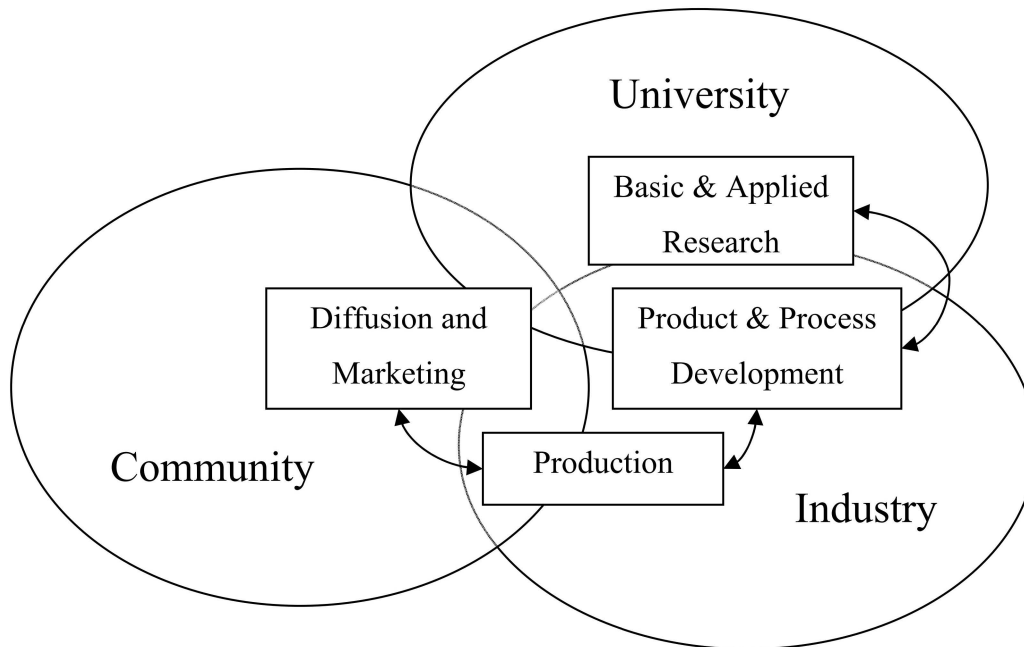 University
Basic & Applied
Research
Diffusion and
Marketing
Product & Process
Development
Production
Community
Industry